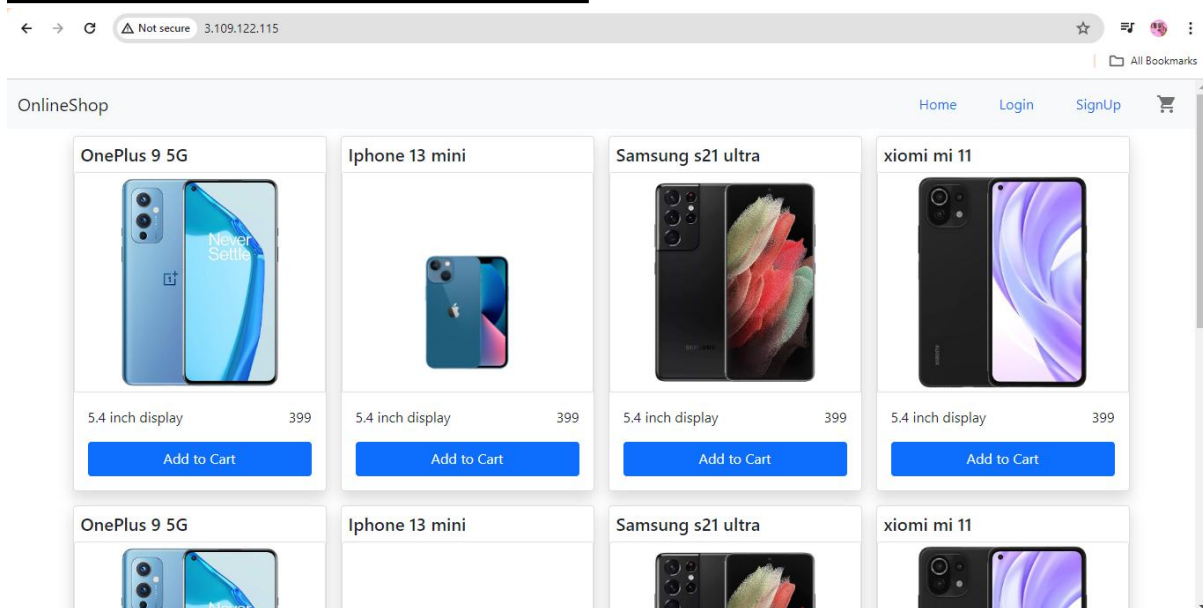 Not secure 3.109.122.115
All Bookmarks
OnlineShop Home Login SignUp
OnePlus 9 5G Iphone 13 mini Samsung s21 ultra xiomi mi 11
Never
Settle
5.4 inch display 399 5.4 inch display 399 5.4 inch display 399 5.4 inch display 399
Add to Cart Add to Cart Add to Cart Add to Cart
OnePlus 9 5G Iphone 13 mini Samsung s21 ultra xiomi mi 11
Never